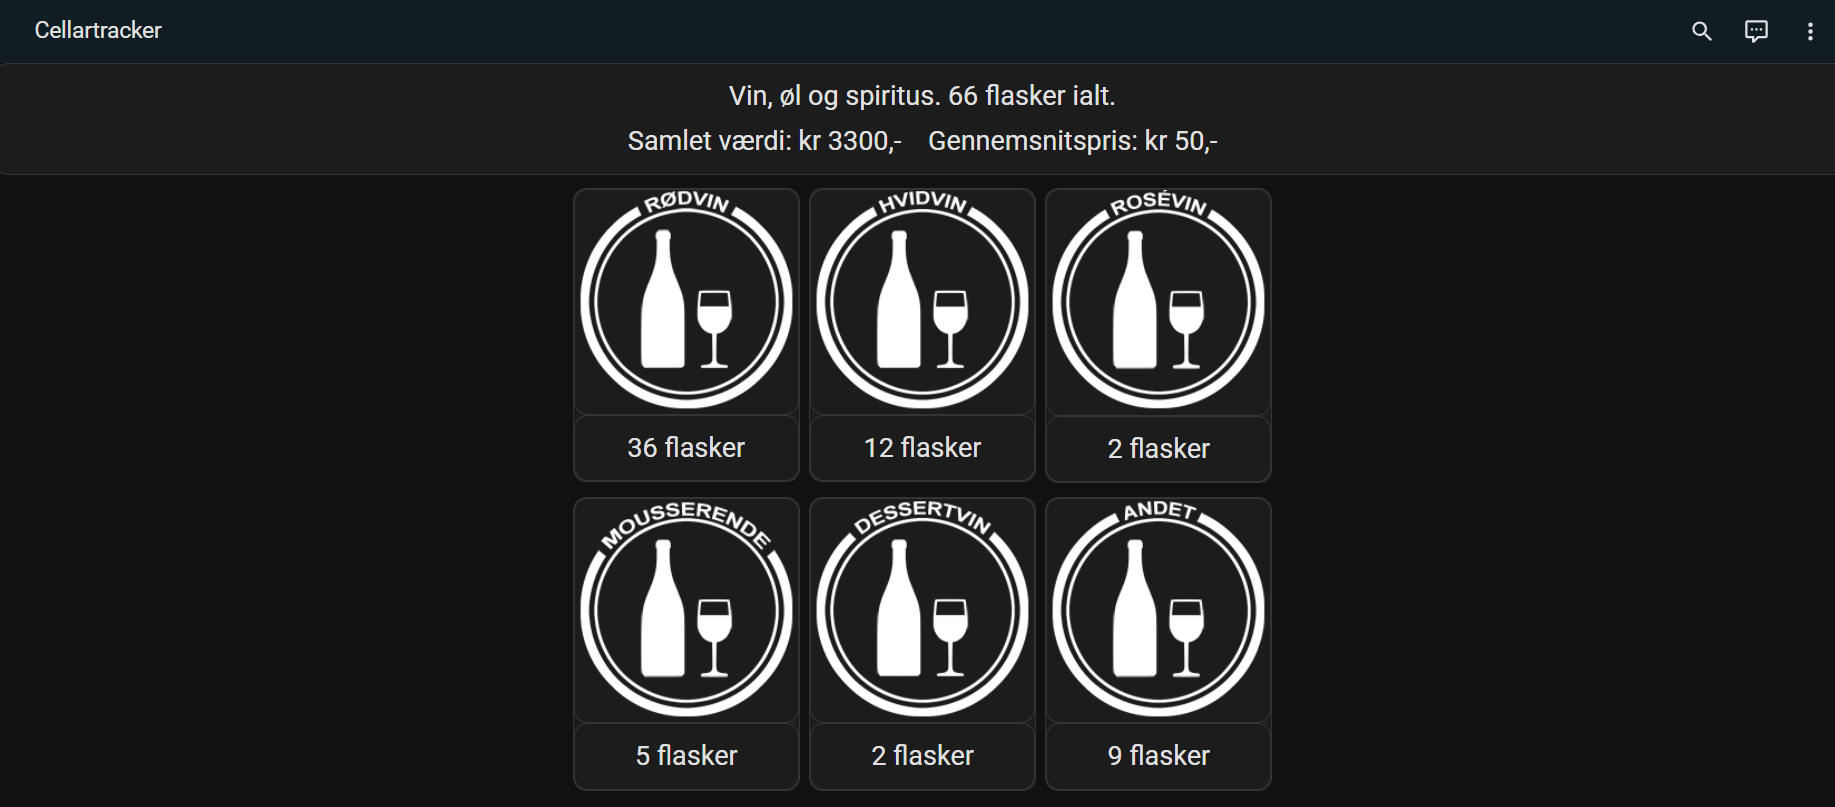 Cellartracker
Vin, øl og spiritus. 66 flasker ialt.
Samlet værdi: kr 3300,- Gennemsnitspris: kr 50,-
RØDVIN
HVIDVIN
ROSÉVIN
36 flasker
12 flasker
2 flasker
MOUSSERENDE
DESSERTVIN
ANDET
5 flasker
2 flasker
9 flasker